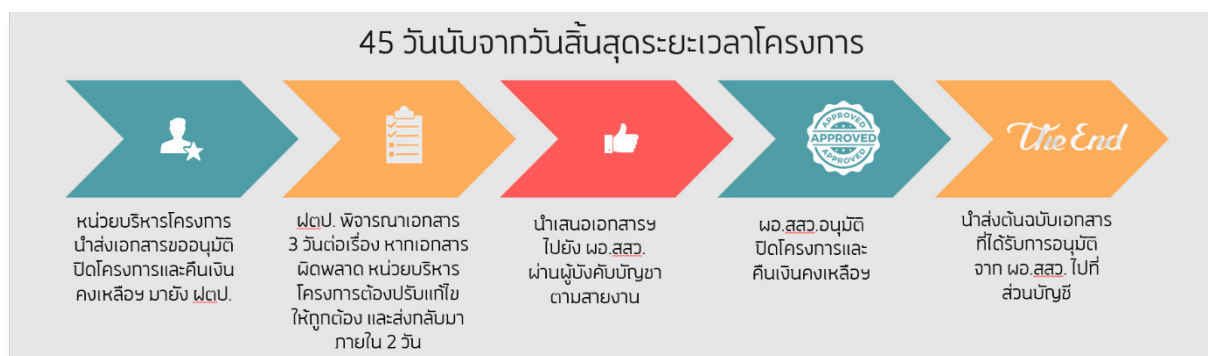 45 วันนับจากวันสิ้นสุดระยะเวลาโครงการ
APPROVED
APPROVED
APPROVED
The End
หน่วยบริหารโครงการ
นำส่งเอกสารขออนุมัติ
ปิดโครงการและคืนเงิน
คงเหลือฯ มายัง ฝตป.
ฝตป. พิจารณาเอกสาร
3 วันต่อเรื่อง หากเอกสาร
ผิดพลาด หน่วยบริหาร
โครงการต้องปรับแก้ไข
ให้ถูกต้อง และส่งกลับมา
ภายใน 2 วัน
นำเสนอเอกสารฯ
ไปยัง ผอ.สสว.
ผ่านผู้บังคับบัญชา
ตามสายงาน
ผอ.สสว.อนุมัติ
ปิดโครงการและ
คืนเงินคงเหลือฯ
นำส่งต้นฉบับเอกสาร
ที่ได้รับการอนุมัติ
จาก ผอ.สสว. ไปที่
ส่วนบัญชี